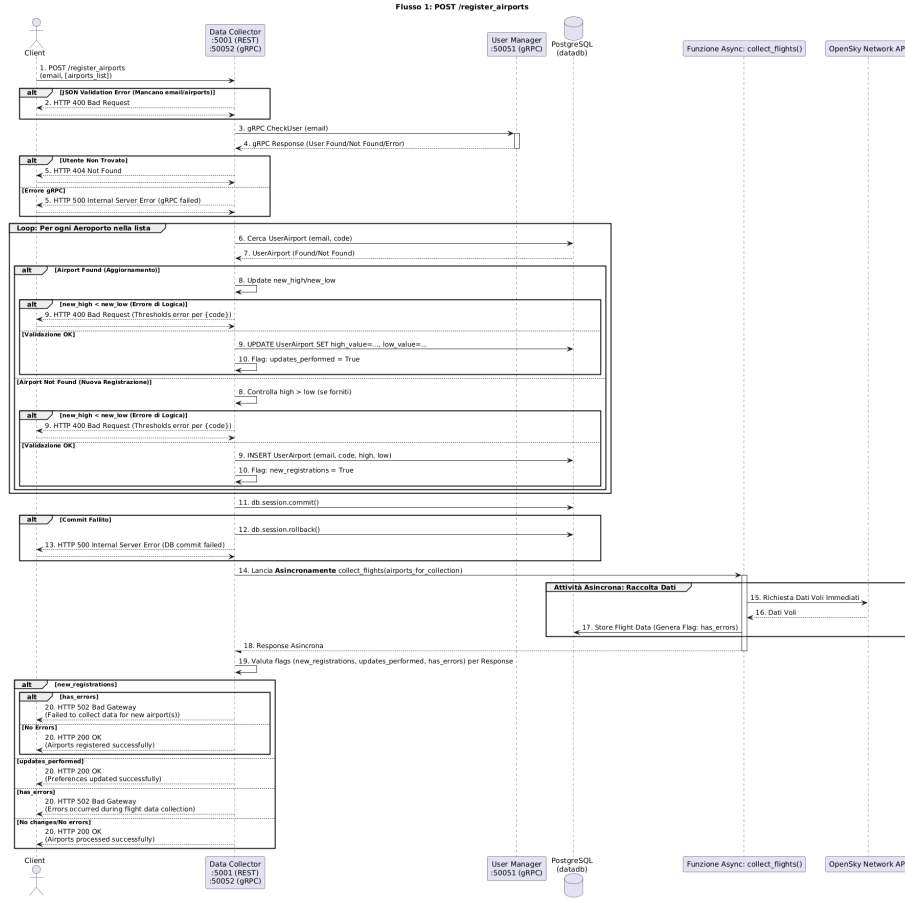 Flusso 1: POST /register_airports
Client
Data Collector
:5001 (REST)
:50052 (gRPC)
User Manager
:50051 (gRPC)
PostgreSQL
(datadb)
Funzione Async: collect_flights()
OpenSky Network AP
1. POST /register_airports
(email, [airports_list])
alt
[JSON Validation Error (Mancano email/airports)]
2. HTTP 400 Bad Request
3. gRPC CheckUser (email)
4. gRPC Response (User Found/Not Found/Error)
alt
[Utente Non Trovato]
5. HTTP 404 Not Found
[Errore gRPC]
5. HTTP 500 Internal Server Error (gRPC failed)
Loop: Per ogni Aeroporto nella lista
6. Cerca UserAirport (email, code)
7. UserAirport (Found/Not Found)
alt
[Airport Found (Aggiornamento)]
8. Update new_high/new_low
alt
[new_high < new_low (Errore di Logica)]
9. HTTP 400 Bad Request (Thresholds error per {code})
[Validazione OK]
9. UPDATE UserAirport SET high_value=..., low_value=...
10. Flag: updates_performed = True
[Airport Not Found (Nuova Registrazione)]
8. Controlla high > low (se forniti)
alt
[new_high < new_low (Errore di Logica)]
9. HTTP 400 Bad Request (Thresholds error per {code})
[Validazione OK]
9. INSERT UserAirport (email, code, high, low)
10. Flag: new_registrations = True
11. db.session.commit()
alt
[Commit Fallito]
12. db.session.rollback()
13. HTTP 500 Internal Server Error (DB commit failed)
14. Lancia Asincronamente collect_flights(airports_for_collection)
Attività Asincrona: Raccolta Dati
15. Richiesta Dati Voli Immediati
16. Dati Voli
17. Store Flight Data (Genera Flag: has_errors)
18. Response Asincrona
19. Valuta flags (new_registrations, updates_performed, has_errors) per Response
alt
[new_registrations]
alt
[has_errors]
20. HTTP 502 Bad Gateway
(Failed to collect data for new airport(s))
[No Errors]
20. HTTP 200 OK
(Airports registered successfully)
[updates_performed]
20. HTTP 200 OK
(Preferences updated successfully)
[has_errors]
20. HTTP 502 Bad Gateway
(Errors occurred during flight data collection)
[No changes/No errors]
20. HTTP 200 OK
(Airports processed successfully)
Client
Data Collector
:5001 (REST)
:50052 (gRPC)
User Manager
:50051 (gRPC)
PostgreSQL
(datadb)
Funzione Async: collect_flights()
OpenSky Network AP